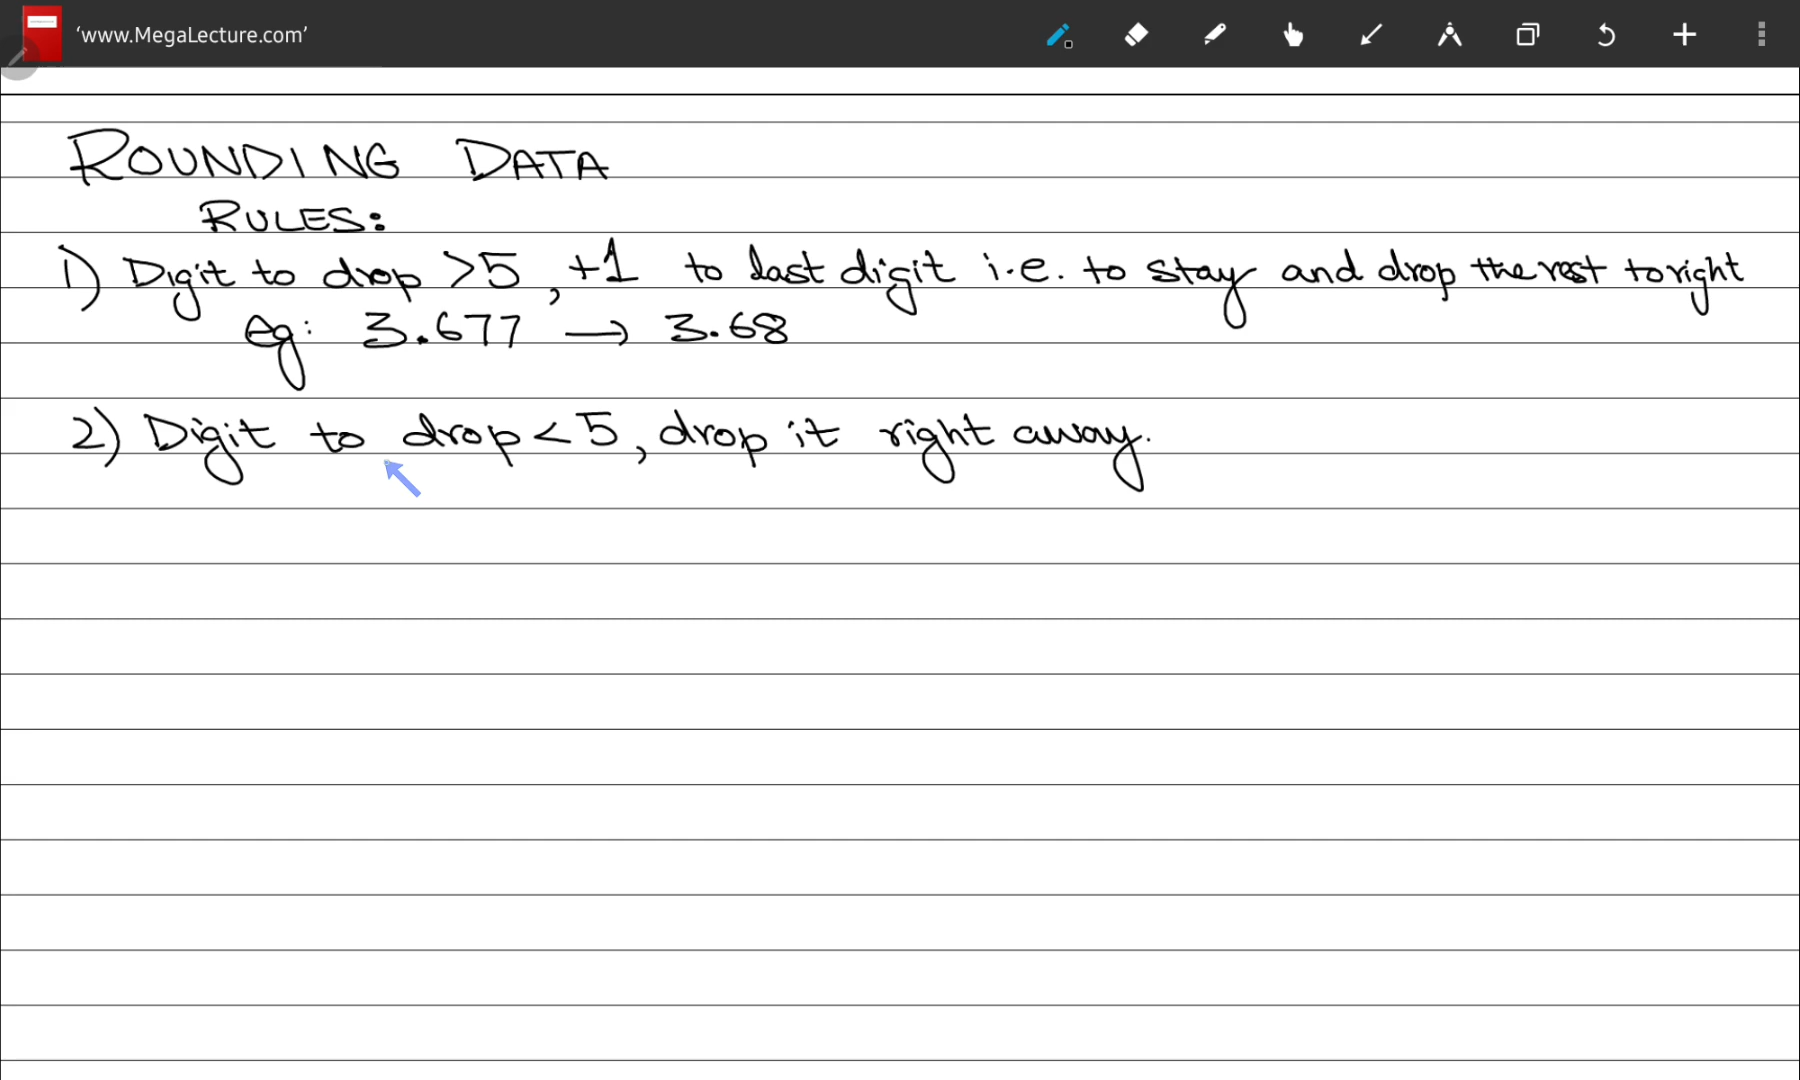 ‘www.MegaLecture.com’
ROUNDING DATA
RULES:
1) Digit to drop >5, +1 to last digit i.e. to stay and drop the rest to right
eg: 3.677 → 3.68
2) Digit to drop < 5, drop it right away.